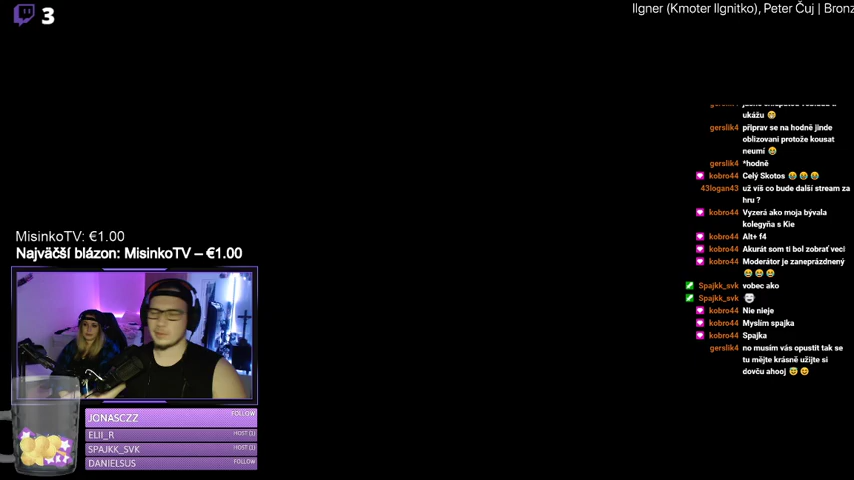 3
Ilgner (Kmoter Ilgnitko), Peter Čuj | Bronz
ukážu
gerslik4 připrav se na hodně jinde
oblizovani protože kousat
neumí
gerslik4 *hodně
kobro44 Celý Skotos
43logan43 už víš co bude další stream za
hru ?
kobro44 Vyzerá ako moja bývala
kolegyňa s Kie
kobro44 Alt+ f4
kobro44 Akurát som ti bol zobrať veci
kobro44 Moderátor je zaneprázdnený
Spajkk_svk vobec ako
Spajkk_svk
kobro44 Nie nieje
kobro44 Myslím spajka
kobro44 Spajka
gerslik4 no musím vás opustit tak se
tu mějte krásně užijte si
dovču ahooj
MisinkoTV: €1.00
Najväčší blázon: MisinkoTV – €1.00
JONASCZZ FOLLOW
ELII_R HOST (1)
SPAJKK_SVK HOST (1)
DANIELSUS FOLLOW